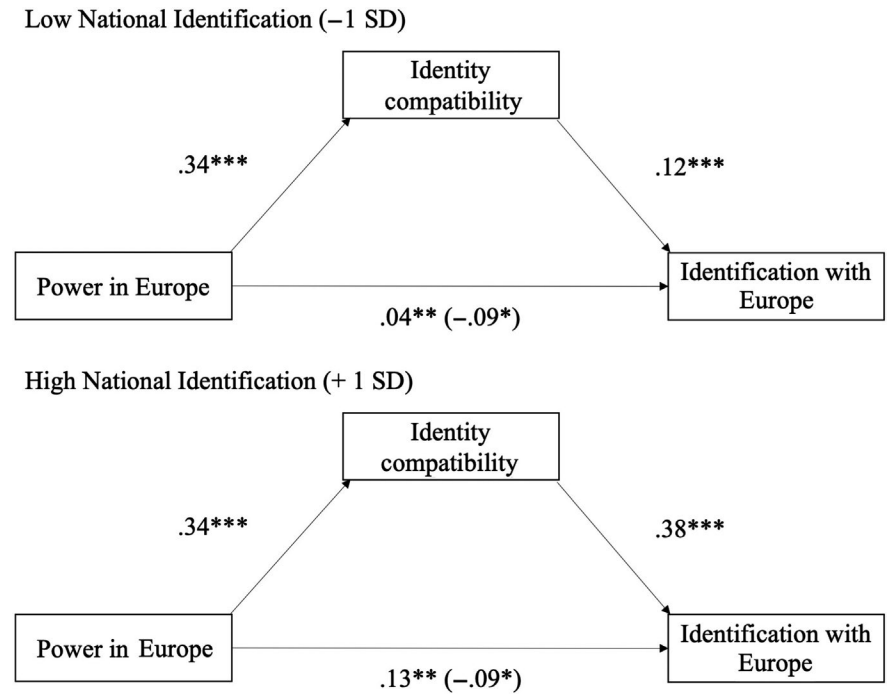 Low National Identification (–1 SD)
Identity
compatibility
.34***
.12***
Power in Europe
Identification with
Europe
.04** (–.09*)
High National Identification (+ 1 SD)
Identity
compatibility
.34***
.38***
Power in Europe
Identification with
Europe
.13** (–.09*)